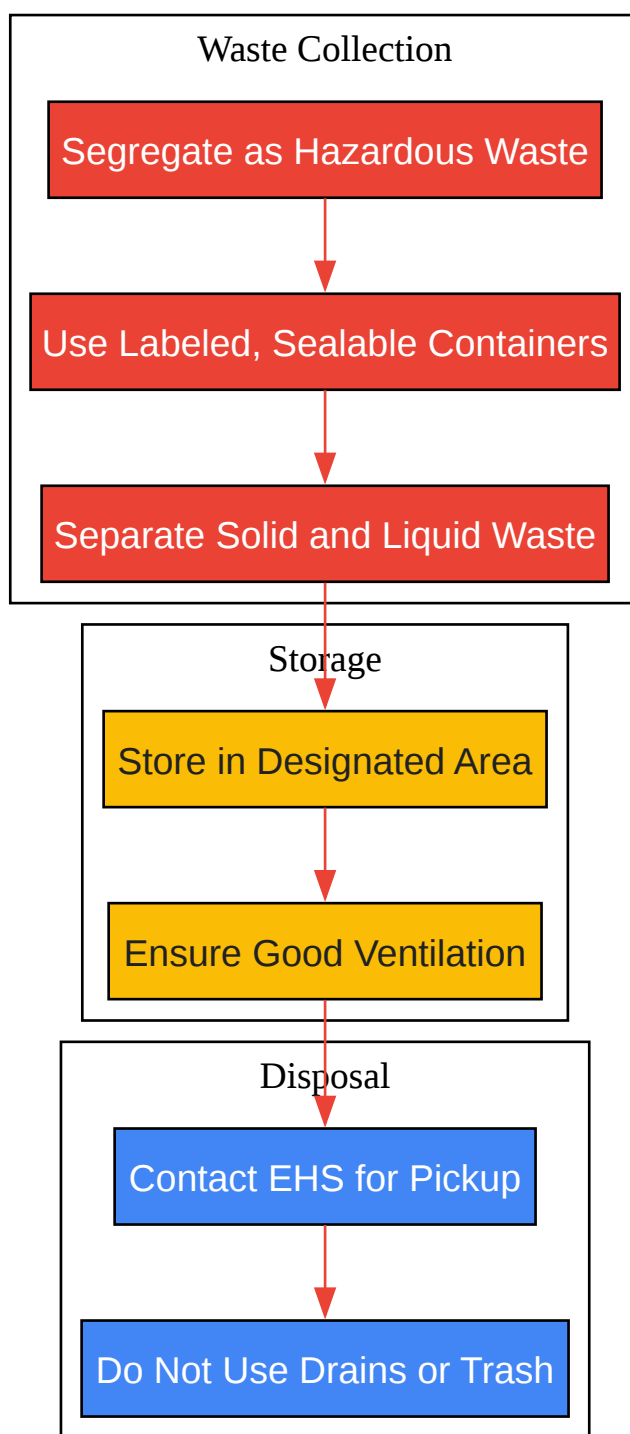 Waste Collection
Segregate as Hazardous Waste
Use Labeled, Sealable Containers
Separate Solid and Liquid Waste
Storage
Store in Designated Area
Ensure Good Ventilation
Disposal
Contact EHS for Pickup
Do Not Use Drains or Trash